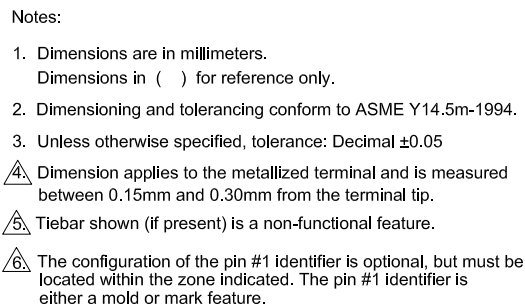 Notes:
1. Dimensions are in millimeters.
Dimensions in ( ) for reference only.
2. Dimensioning and tolerancing conform to ASME Y14.5m-1994.
3. Unless otherwise specified, tolerance: Decimal ±0.05
4. Dimension applies to the metallized terminal and is measured
between 0.15mm and 0.30mm from the terminal tip.
5. Tiebar shown (if present) is a non-functional feature.
6. The configuration of the pin #1 identifier is optional, but must be
located within the zone indicated. The pin #1 identifier is
either a mold or mark feature.